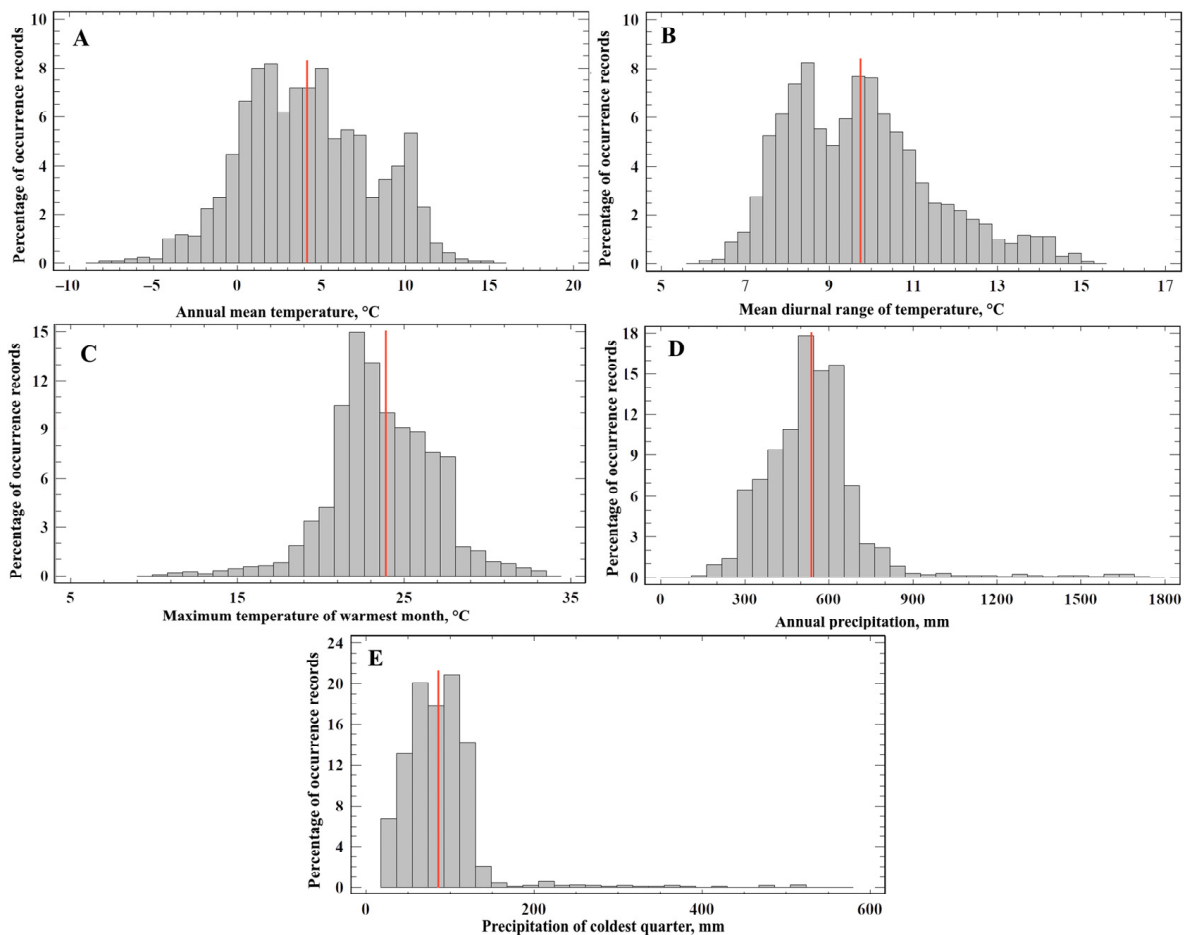 A
Percentage of occurrence records
10
8
6
4
2
0
–10 –5 0 5 10 15 20
Annual mean temperature, °C
B
Percentage of occurrence records
10
8
6
4
2
0
5 7 9 11 13 15 17
Mean diurnal range of temperature, °C
C
Percentage of occurrence records
15
12
9
6
3
0
5 15 25 35
Maximum temperature of warmest month, °C
D
Percentage of occurrence records
18
15
12
9
6
3
0
0 300 600 900 1200 1500 1800
Annual precipitation, mm
E
Percentage of occurrence records
24
20
16
12
8
4
0
0 200 400 600
Precipitation of coldest quarter, mm